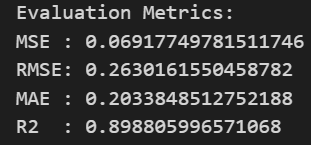 Evaluation Metrics:
MSE : 0.06917749781511746
RMSE: 0.2630161550458782
MAE : 0.2033848512752188
R2  : 0.898805996571068